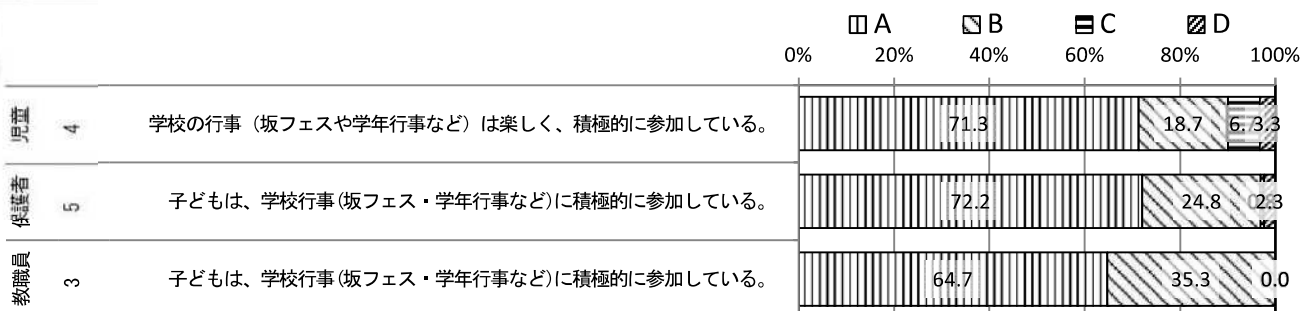 A B C D
0% 20% 40% 60% 80% 100%
児童 4 学校の行事（坂フェスや学年行事など）は楽しく、積極的に参加している。 71.3 18.7 6.7 3.3
保護者 5 子どもは、学校行事（坂フェス・学年行事など）に積極的に参加している。 72.2 24.8 2.3
教職員 3 子どもは、学校行事（坂フェス・学年行事など）に積極的に参加している。 64.7 35.3 0.0